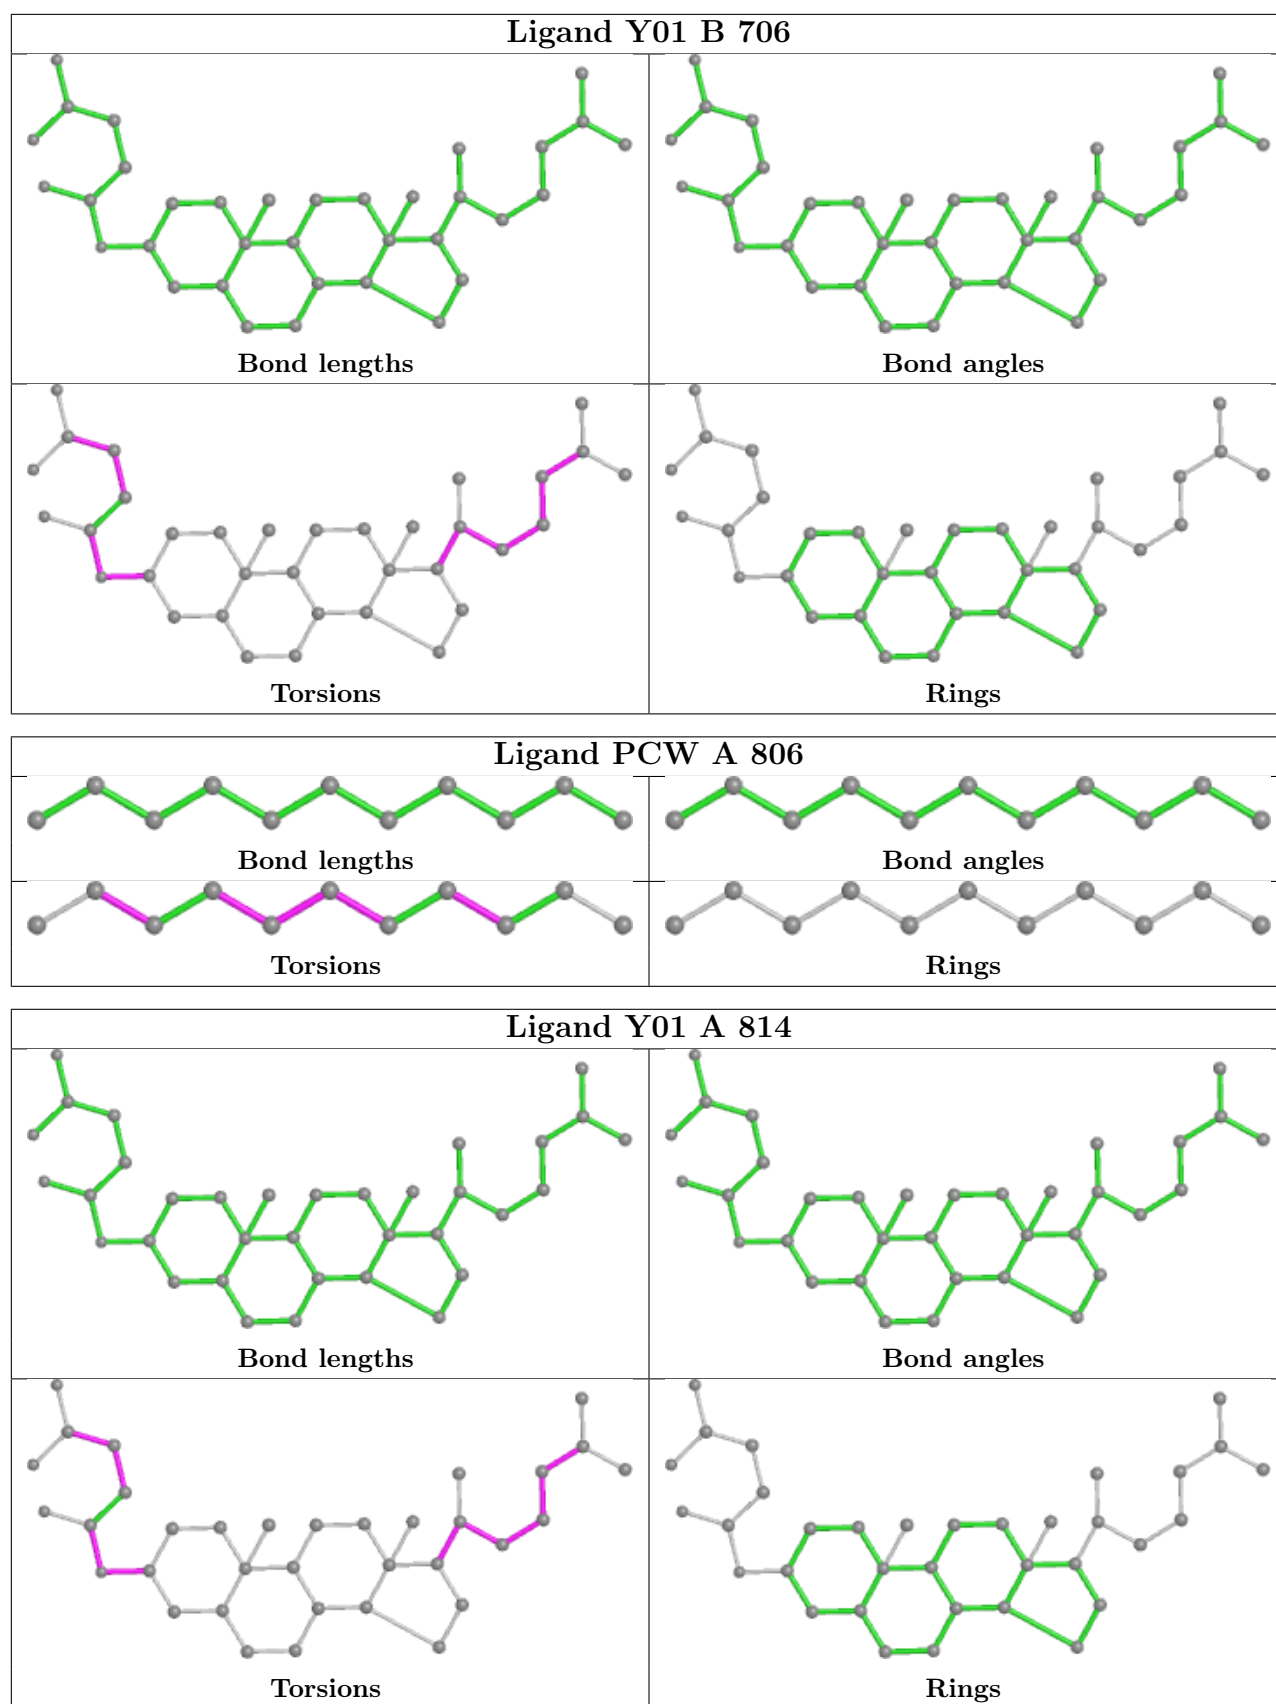 Ligand Y01 B 706
Bond lengths
Bond angles
Torsions
Rings
Ligand PCW A 806
Bond lengths
Bond angles
Torsions
Rings
Ligand Y01 A 814
Bond lengths
Bond angles
Torsions
Rings